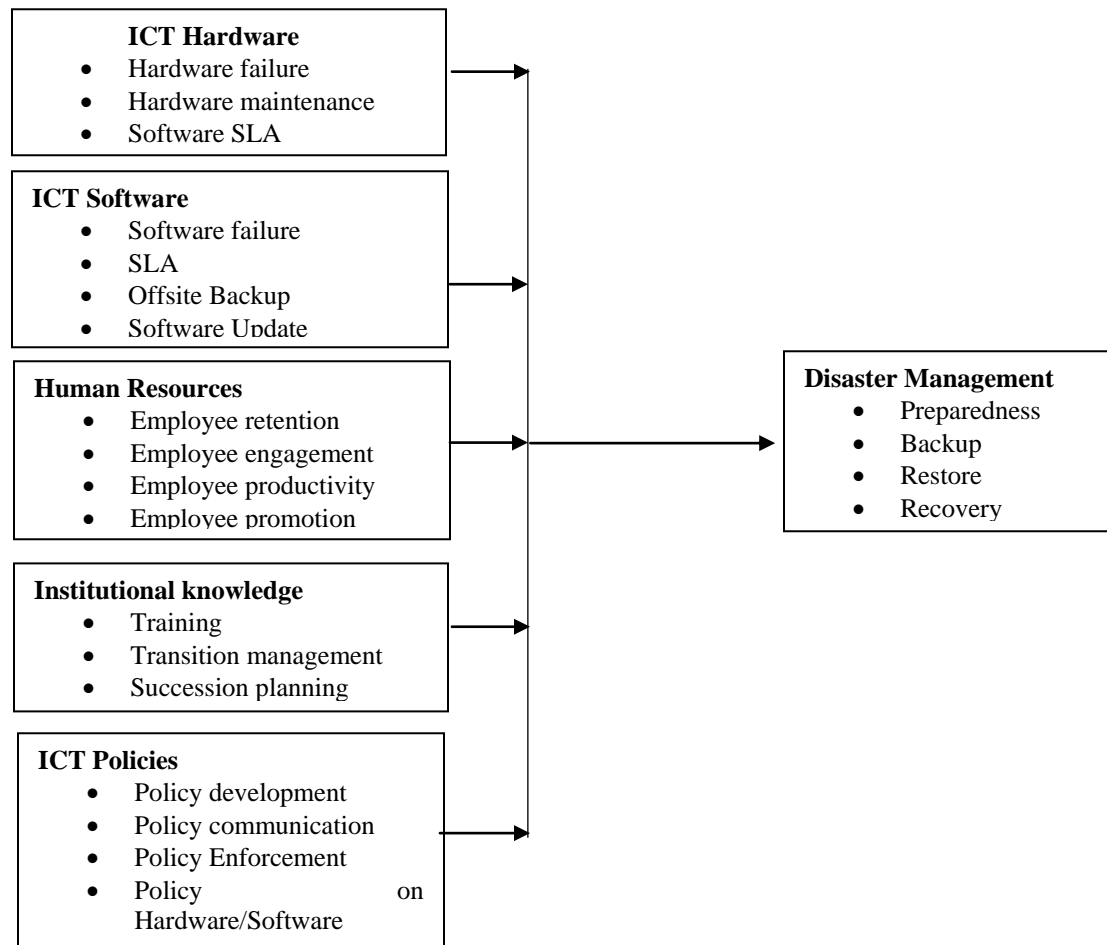 ICT Hardware
• Hardware failure
• Hardware maintenance
• Software SLA
ICT Software
• Software failure
• SLA
• Offsite Backup
• Software Update
Human Resources
• Employee retention
• Employee engagement
• Employee productivity
• Employee promotion
Institutional knowledge
• Training
• Transition management
• Succession planning
ICT Policies
• Policy development
• Policy communication
• Policy Enforcement
• Policy on
Hardware/Software
Disaster Management
• Preparedness
• Backup
• Restore
• Recovery